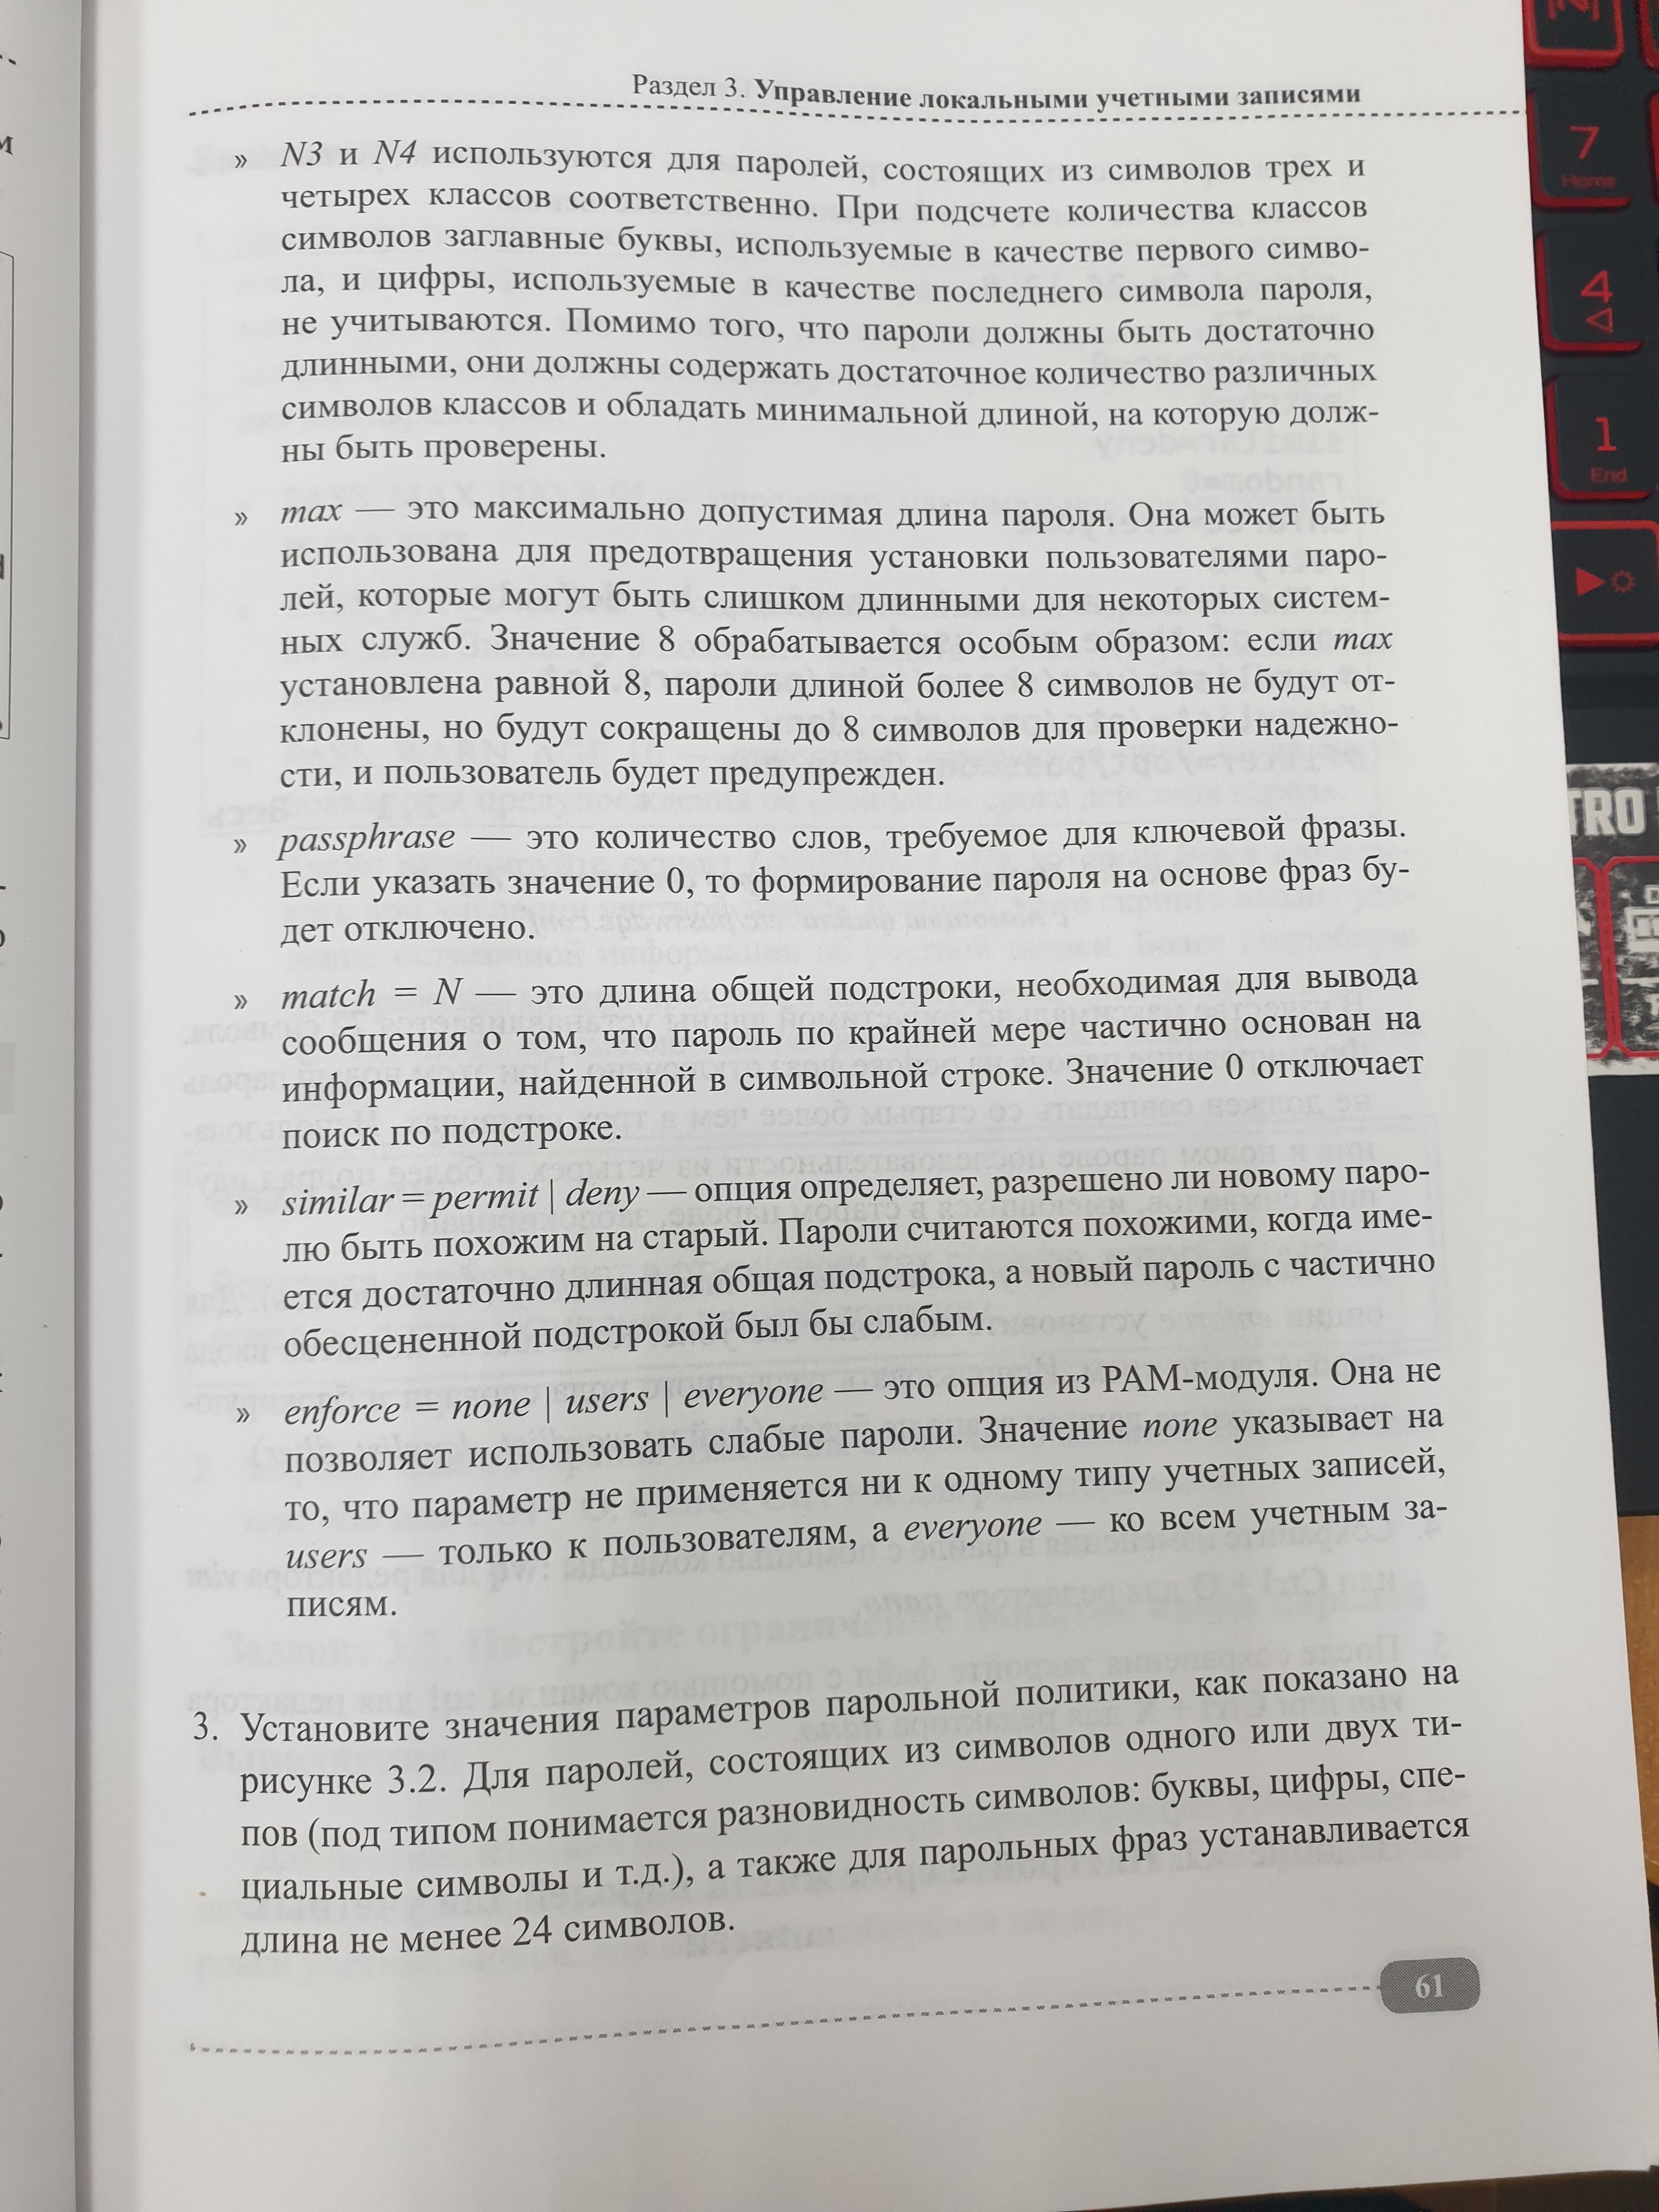 Раздел 3. Управление локальными учетными записями
» N3 и N4 используются для паролей, состоящих из символов трех и
четырех классов соответственно. При подсчете количества классов
символов заглавные буквы, используемые в качестве первого симво-
ла, и цифры, используемые в качестве последнего символа пароля,
не учитываются. Помимо того, что пароли должны быть достаточно
длинными, они должны содержать достаточное количество различных
символов классов и обладать минимальной длиной, на которую долж-
ны быть проверены.
» max — это максимально допустимая длина пароля. Она может быть
использована для предотвращения установки пользователями паро-
лей, которые могут быть слишком длинными для некоторых систем-
ных служб. Значение 8 обрабатывается особым образом: если max
установлена равной 8, пароли длиной более 8 символов не будут от-
клонены, но будут сокращены до 8 символов для проверки надежно-
сти, и пользователь будет предупрежден.
» passphrase — это количество слов, требуемое для ключевой фразы.
Если указать значение 0, то формирование пароля на основе фраз бу-
дет отключено.
» match = N — это длина общей подстроки, необходимая для вывода
сообщения о том, что пароль по крайней мере частично основан на
информации, найденной в символьной строке. Значение 0 отключает
поиск по подстроке.
» similar = permit | deny — опция определяет, разрешено ли новому паро-
лю быть похожим на старый. Пароли считаются похожими, когда име-
ется достаточно длинная общая подстрока, а новый пароль с частично
обесцененной подстрокой был бы слабым.
» enforce = none | users | everyone — это опция из PAM-модуля. Она не
позволяет использовать слабые пароли. Значение none указывает на
то, что параметр не применяется ни к одному типу учетных записей,
users — только к пользователям, а everyone — ко всем учетным за-
писям.
3. Установите значения параметров парольной политики, как показано на
рисунке 3.2. Для паролей, состоящих из символов одного или двух ти-
пов (под типом понимается разновидность символов: буквы, цифры, спе-
циальные символы и т.д.), а также для парольных фраз устанавливается
длина не менее 24 символов.
61
7
Home
4
1
End